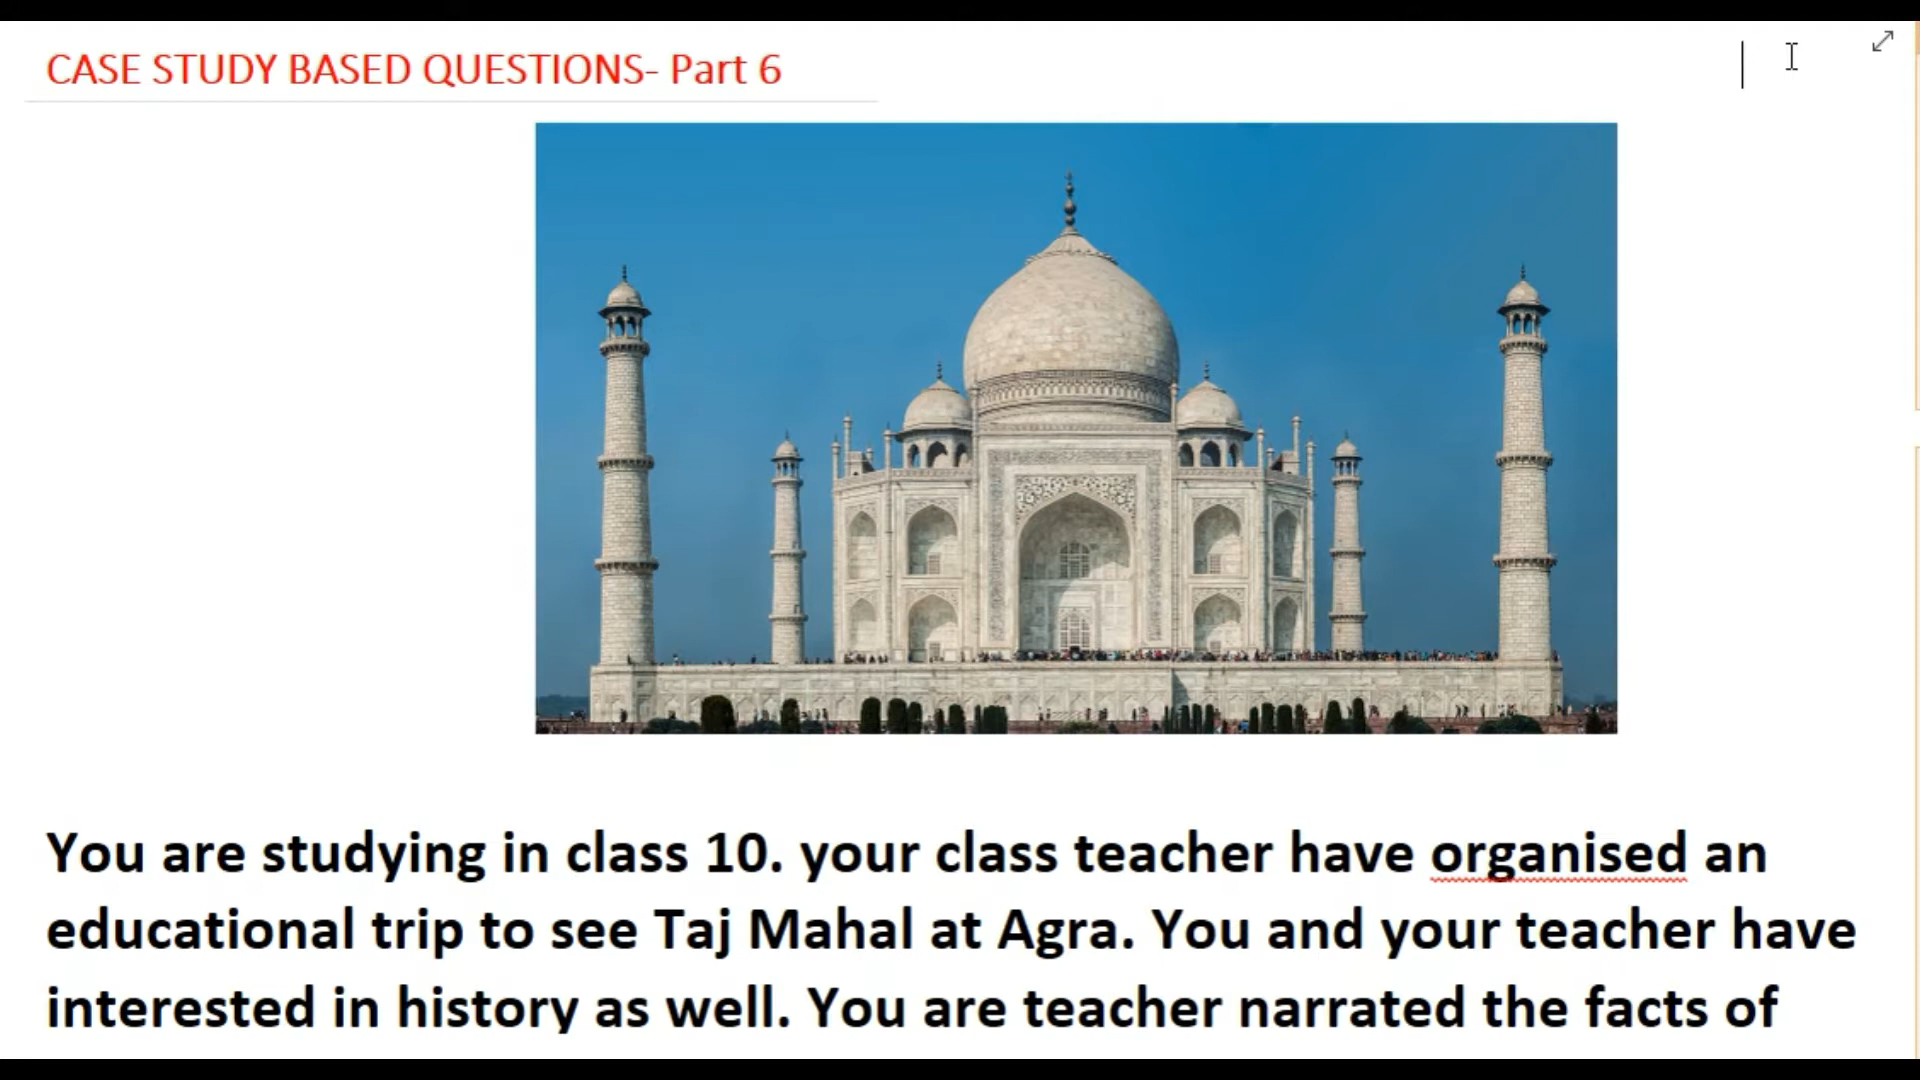 CASE STUDY BASED QUESTIONS- Part 6
You are studying in class 10. your class teacher have organised an
educational trip to see Taj Mahal at Agra. You and your teacher have
interested in history as well. You are teacher narrated the facts of